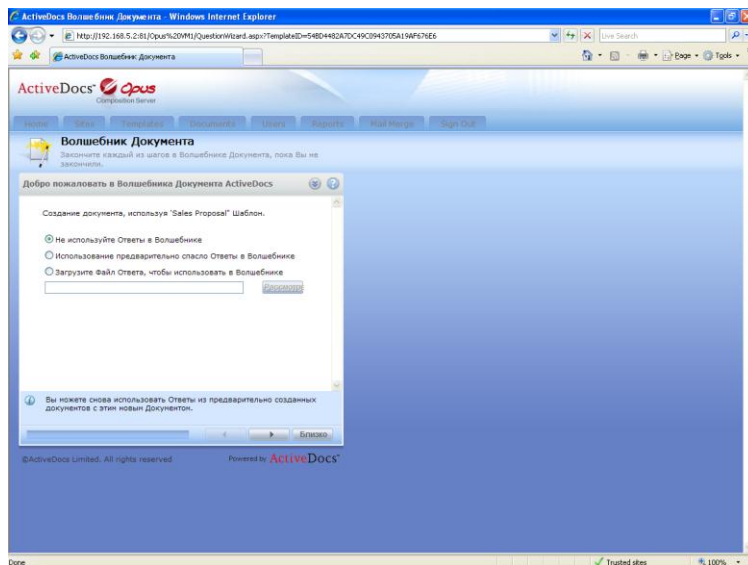 ActiveDocs Волшебник Документа - Windows Internet Explorer
http://192.168.5.2:81/Opus%20VM1/QuestionWizard.aspx?TemplateID=54BD4482A7DC49C0943705A19AF676E6
Live Search
ActiveDocs Волшебник Документа
Page
Tools
ActiveDocs Opus
Composition Server
Home Sites Templates Documents Users Reports Mail Merge Sign Out
Волшебник Документа
Закончите каждый из шагов в Волшебнике Документа, пока Вы не
закончили.
Добро пожаловать в Волшебника Документа ActiveDocs
Создание документа, используя 'Sales Proposal' Шаблон.
Не используйте Ответы в Волшебнике
Использование предварительно спасло Ответы в Волшебнике
Загрузите Файл Ответа, чтобы использовать в Волшебнике
Вы можете снова использовать Ответы из предварительно созданных
документов с этим новым Документом.
Близко
©ActiveDocs Limited. All rights reserved
Powered by ActiveDocs
Done
Trusted sites
100%